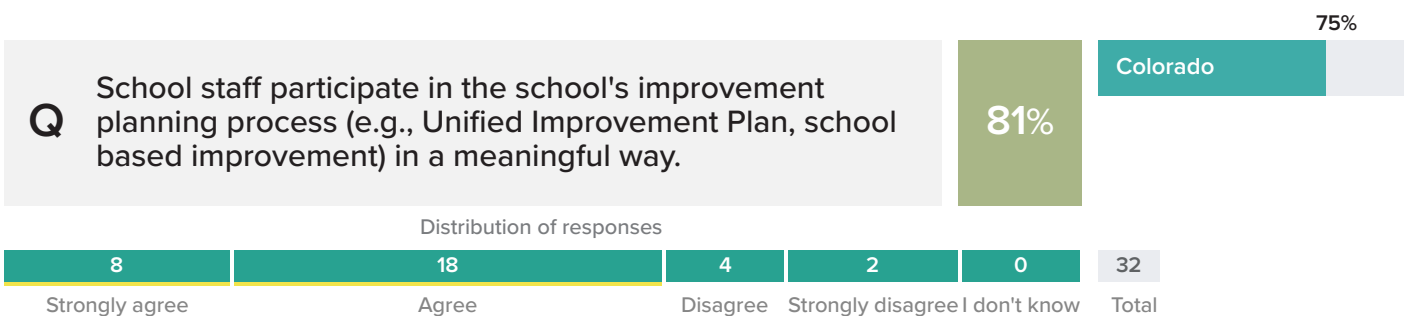 75%
Q
School staff participate in the school's improvement
planning process (e.g., Unified Improvement Plan, school
based improvement) in a meaningful way.
81%
Colorado
Distribution of responses
8 18 4 2 0 32
Strongly agree Agree Disagree Strongly disagree I don't know Total